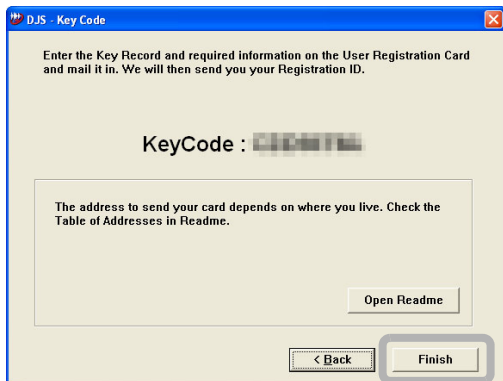 DJS - Key Code
Enter the Key Record and required information on the User Registration Card
and mail it in. We will then send you your Registration ID.
KeyCode :
The address to send your card depends on where you live. Check the
Table of Addresses in Readme.
Open Readme
< Back
Finish